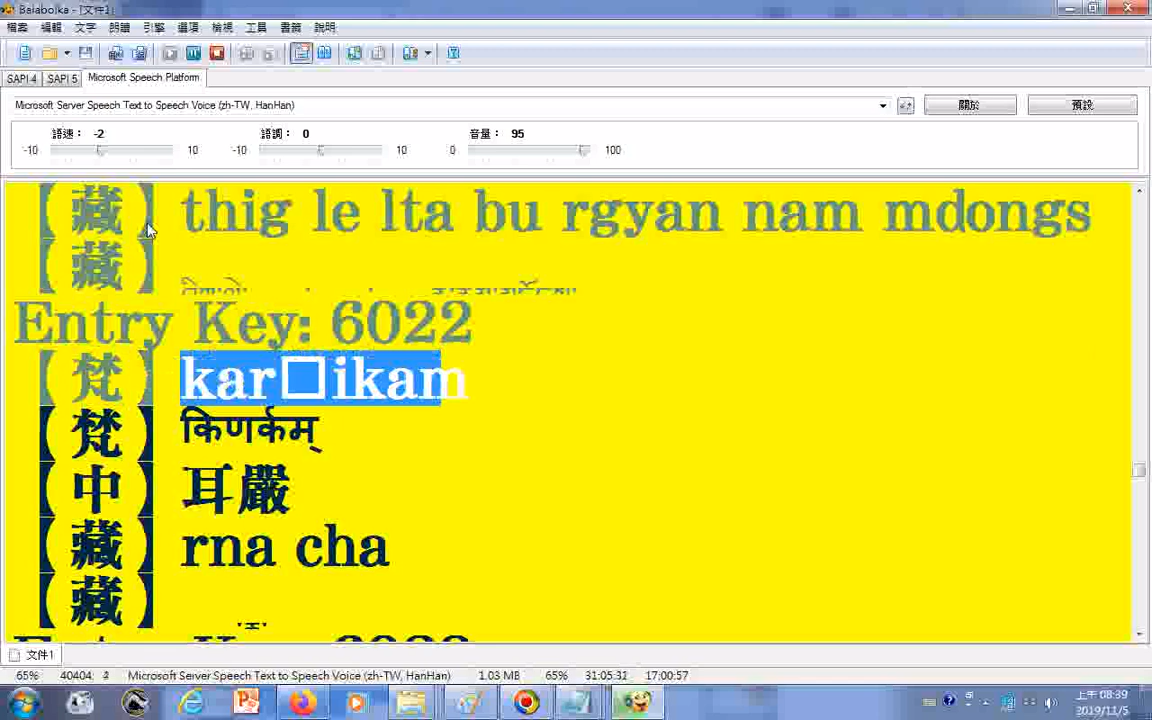 Balabolka - [文件1]
檔案 編輯 文字 朗讀 引擎 選項 檢視 工具 書籤 說明
SAPI 4 SAPI 5 Microsoft Speech Platform
Microsoft Server Speech Text to Speech Voice (zh-TW, HanHan) 關於 預設
語速： -2 語調： 0 音量： 95
-10 10 -10 10 0 100
【藏】 thig le lta bu rgyan nam mdongs
【藏】
Entry Key: 6022
【梵】 kar□ikam
【梵】 किणर्कम्
【中】 耳嚴
【藏】 rna cha
【藏】
文件1
65% 40404 Microsoft Server Speech Text to Speech Voice (zh-TW, HanHan) 1.03 MB 65% 31:05:31 17:00:57
上午 08:39
2019/11/5